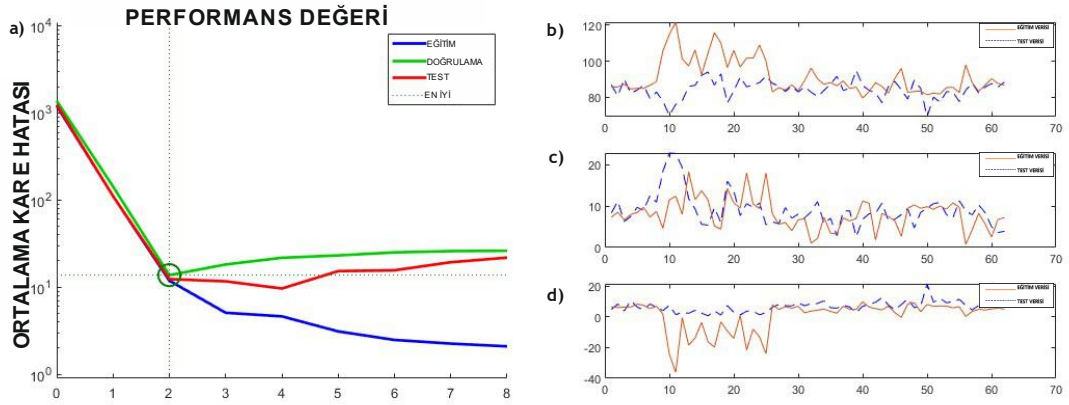 PERFORMANS DEĞERİ
a)
ORTALAMA KARE HATASI
10^4
10^3
10^2
10^1
10^0
0 1 2 3 4 5 6 7 8
EĞİTİM
DOĞRULAMA
TEST
EN İYİ
b)
120
100
80
0 10 20 30 40 50 60 70
EĞİTİM VERİSİ
TEST VERİSİ
c)
20
10
0
0 10 20 30 40 50 60 70
EĞİTİM VERİSİ
TEST VERİSİ
d)
20
0
-20
-40
0 10 20 30 40 50 60 70
EĞİTİM VERİSİ
TEST VERİSİ